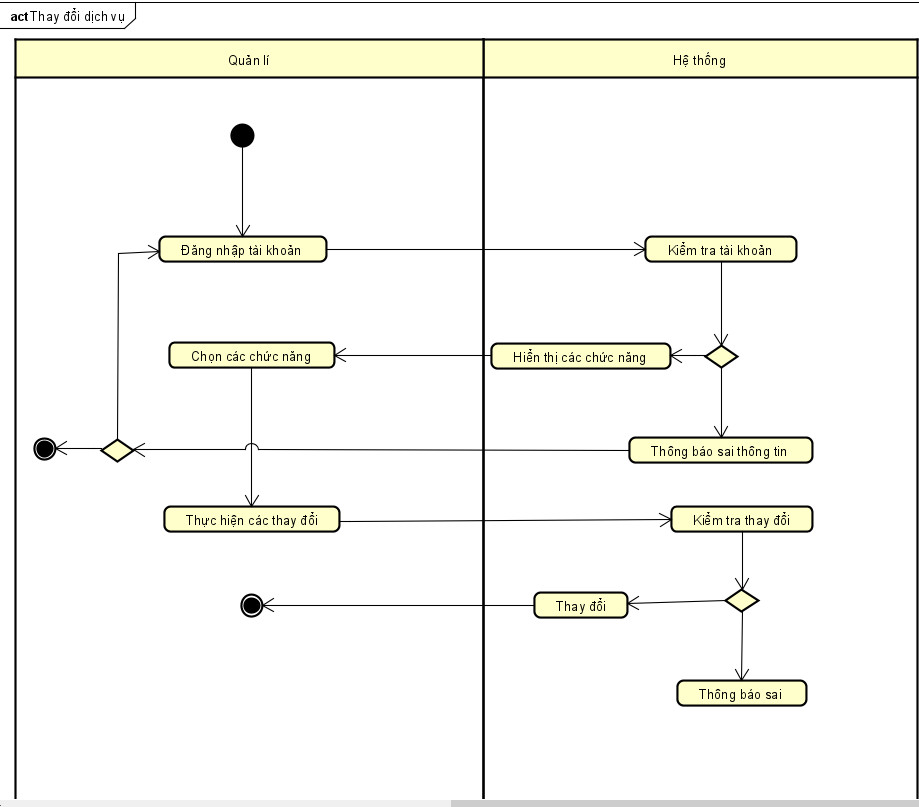 act Thay đổi dịch vụ
Quản lí
Hệ thống
Đăng nhập tài khoản
Kiểm tra tài khoản
Chọn các chức năng
Hiển thị các chức năng
Thông báo sai thông tin
Thực hiện các thay đổi
Kiểm tra thay đổi
Thay đổi
Thông báo sai